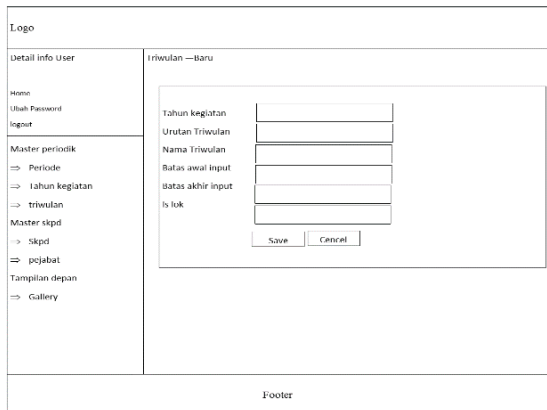 Logo
Detail info User
Home
Ubah Password
logout
Master periodik
⇒ Periode
⇒ Tahun kegiatan
⇒ triwulan
Master skpd
⇒ Skpd
⇒ pejabat
Tampilan depan
⇒ Gallery
Triwulan —Baru
Tahun kegiatan
Urutan Triwulan
Nama Triwulan
Batas awal input
Batas akhir input
Is lok
Save Cencel
Footer